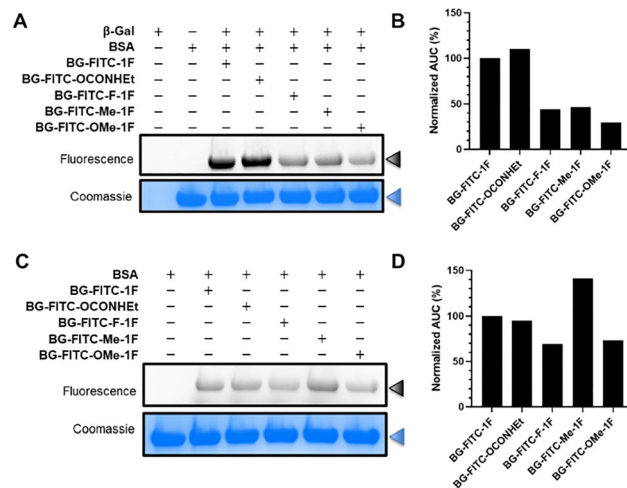 A
β-Gal + − + + + + +
BSA − + + + + + +
BG-FITC-1F − − + − − − −
BG-FITC-OCONHEt − − − + − − −
BG-FITC-F-1F − − − − + − −
BG-FITC-Me-1F − − − − − + −
BG-FITC-OMe-1F − − − − − − +
Fluorescence
Coomassie
B
Normalized AUC (%)
150
100
50
0
BG-FITC-1F
BG-FITC-OCONHEt
BG-FITC-F-1F
BG-FITC-Me-1F
BG-FITC-OMe-1F
C
BSA + + + + + +
BG-FITC-1F − + − − − −
BG-FITC-OCONHEt − − + − − −
BG-FITC-F-1F − − − + − −
BG-FITC-Me-1F − − − − + −
BG-FITC-OMe-1F − − − − − +
Fluorescence
Coomassie
D
Normalized AUC (%)
150
100
50
0
BG-FITC-1F
BG-FITC-OCONHEt
BG-FITC-F-1F
BG-FITC-Me-1F
BG-FITC-OMe-1F